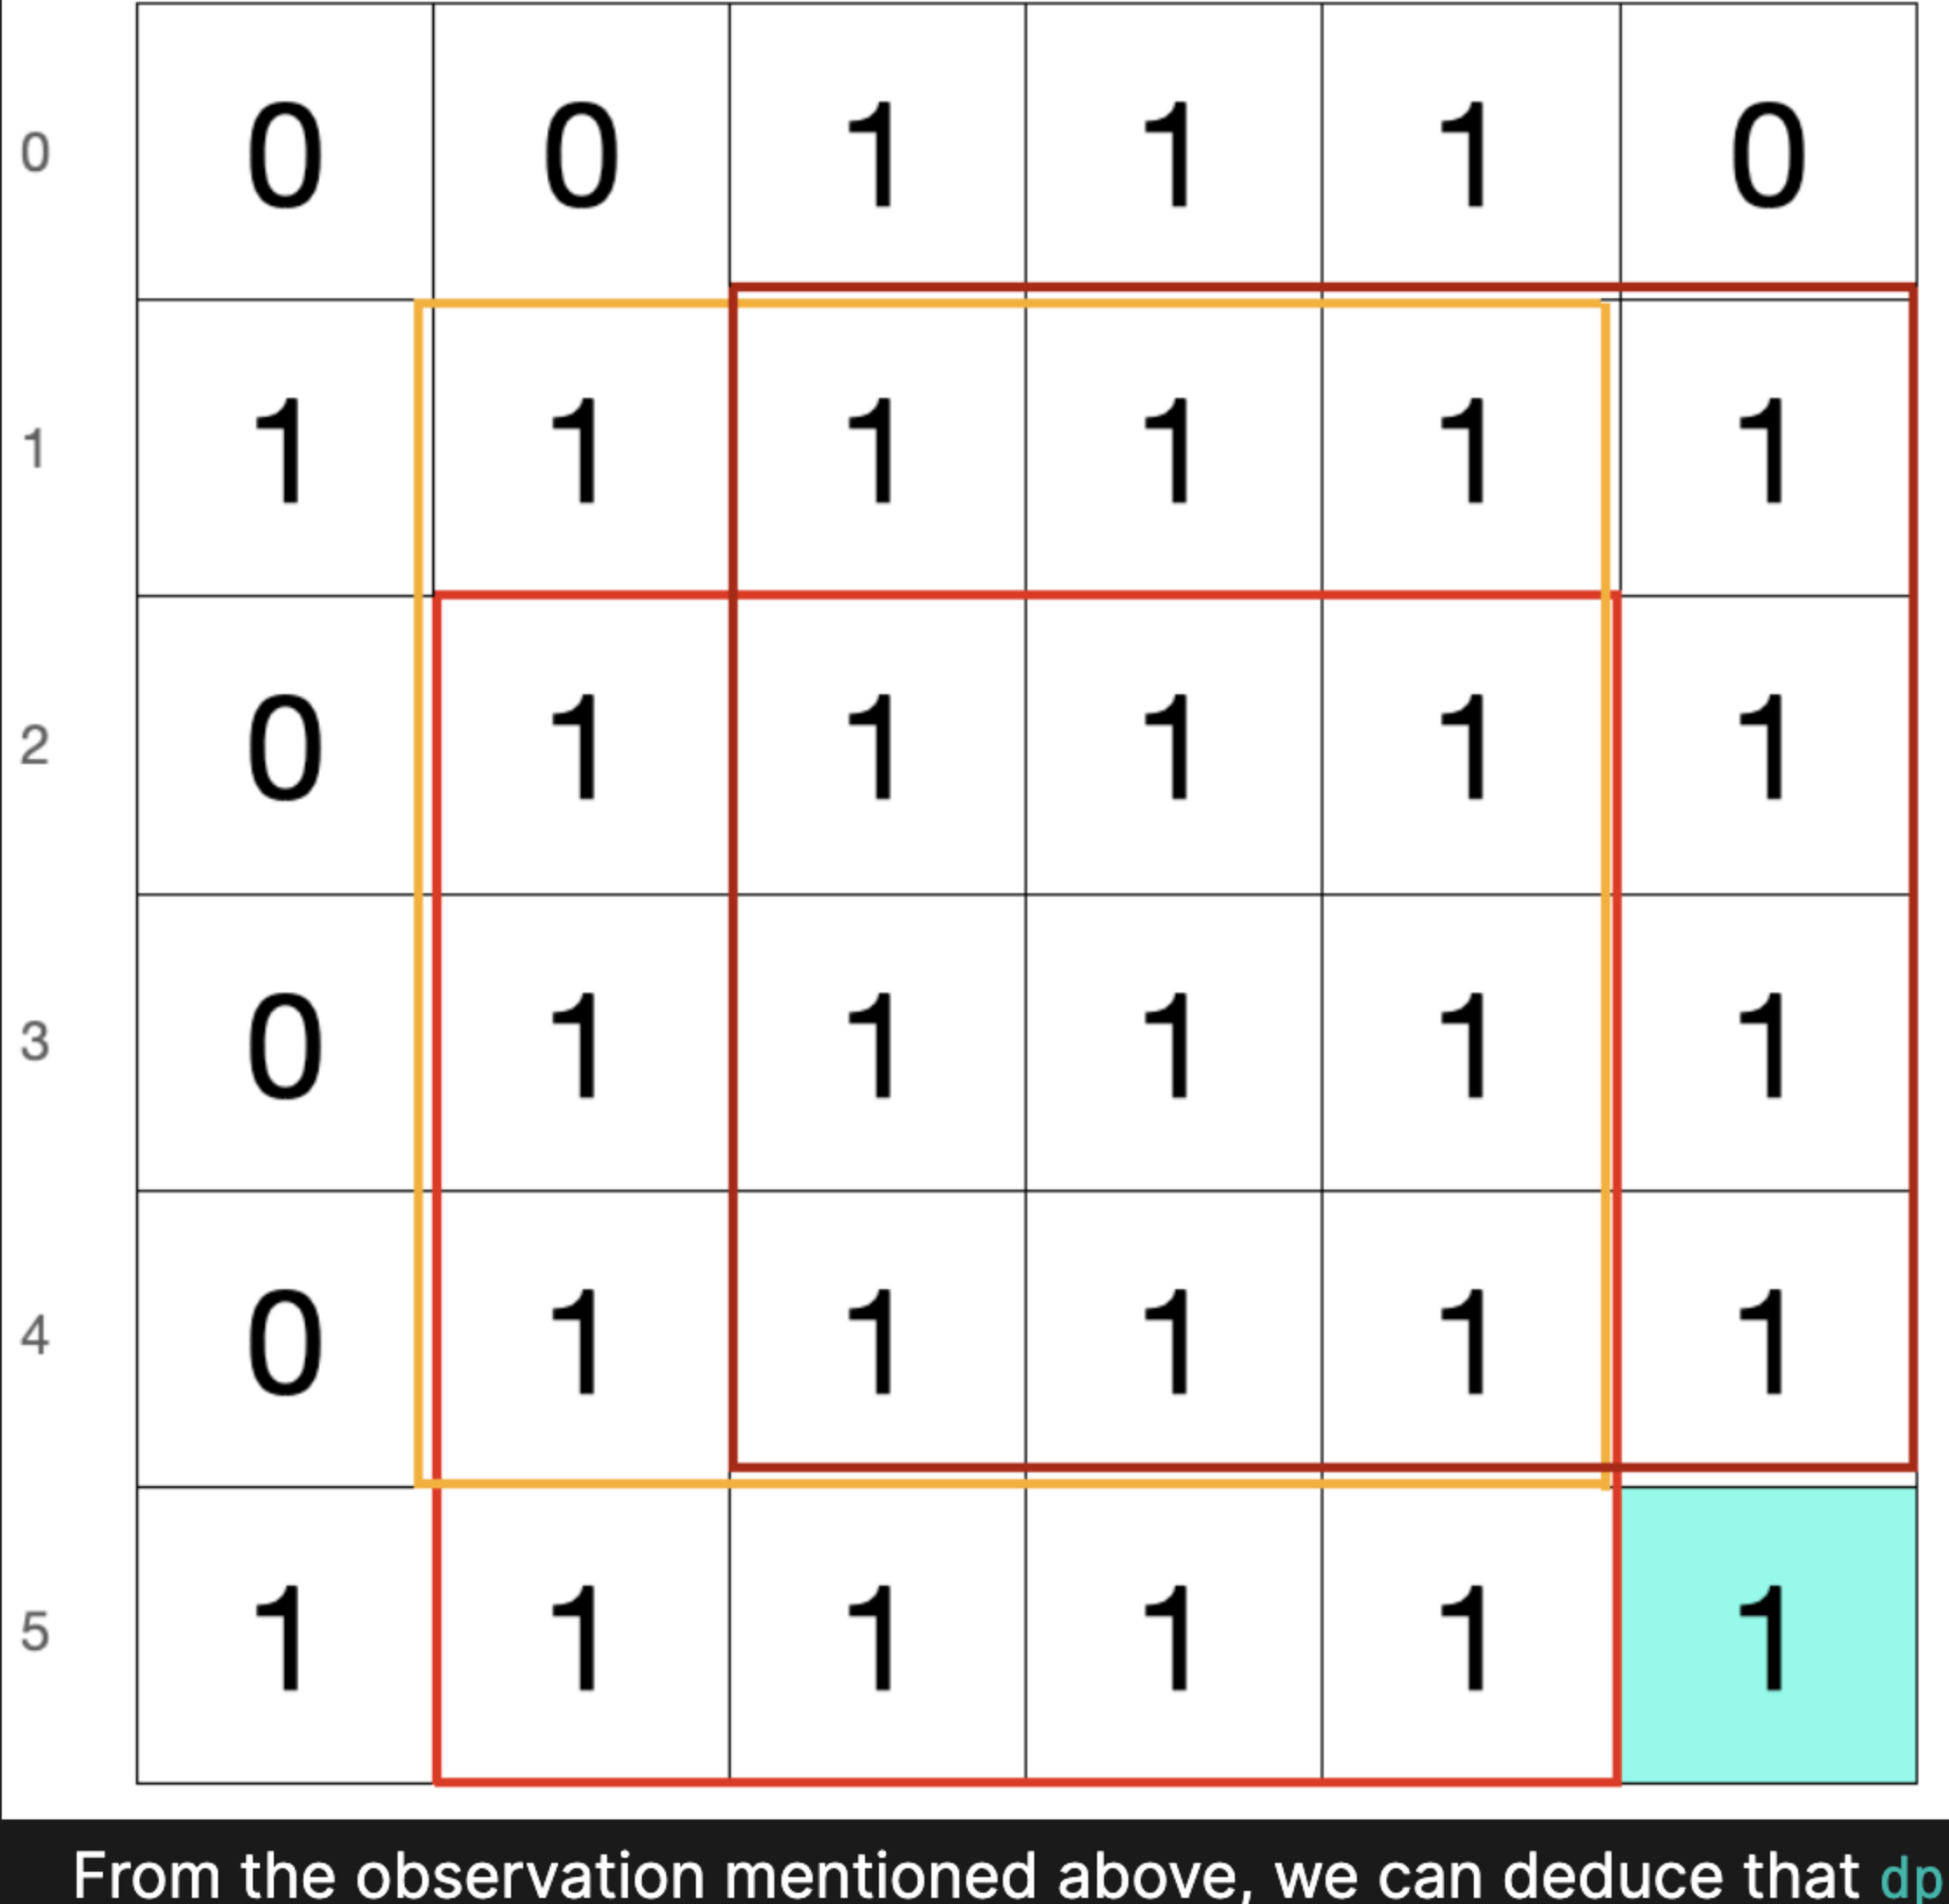 0 0 0 1 1 1 0
1 1 1 1 1 1 1
2 0 1 1 1 1 1
3 0 1 1 1 1 1
4 0 1 1 1 1 1
5 1 1 1 1 1 1
From the observation mentioned above, we can deduce that dp